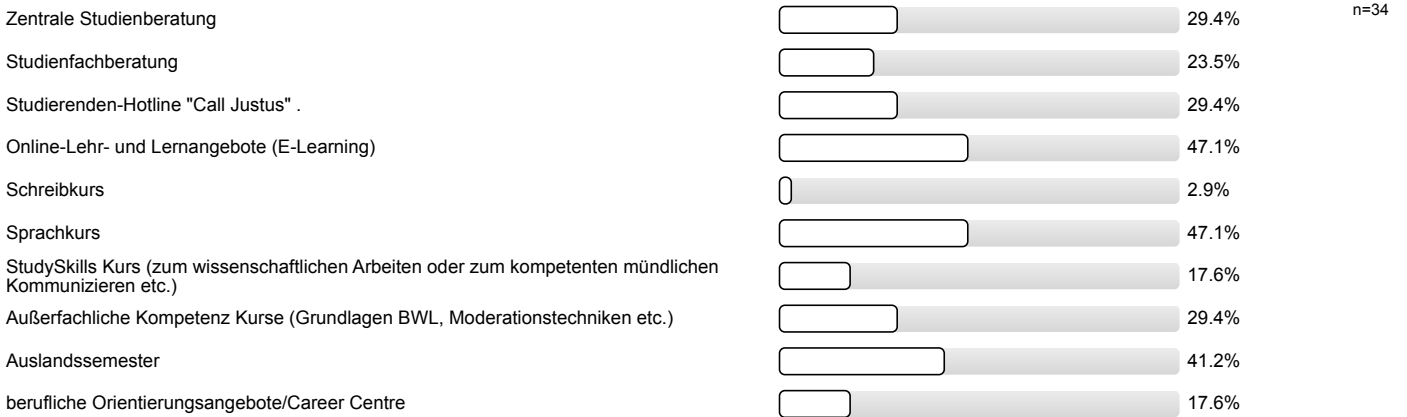 Zentrale Studienberatung 29.4% n=34
Studienfachberatung 23.5%
Studierenden-Hotline "Call Justus" . 29.4%
Online-Lehr- und Lernangebote (E-Learning) 47.1%
Schreibkurs 2.9%
Sprachkurs 47.1%
StudySkills Kurs (zum wissenschaftlichen Arbeiten oder zum kompetenten mündlichen
Kommunizieren etc.) 17.6%
Außerfachliche Kompetenz Kurse (Grundlagen BWL, Moderationstechniken etc.) 29.4%
Auslandssemester 41.2%
berufliche Orientierungsangebote/Career Centre 17.6%